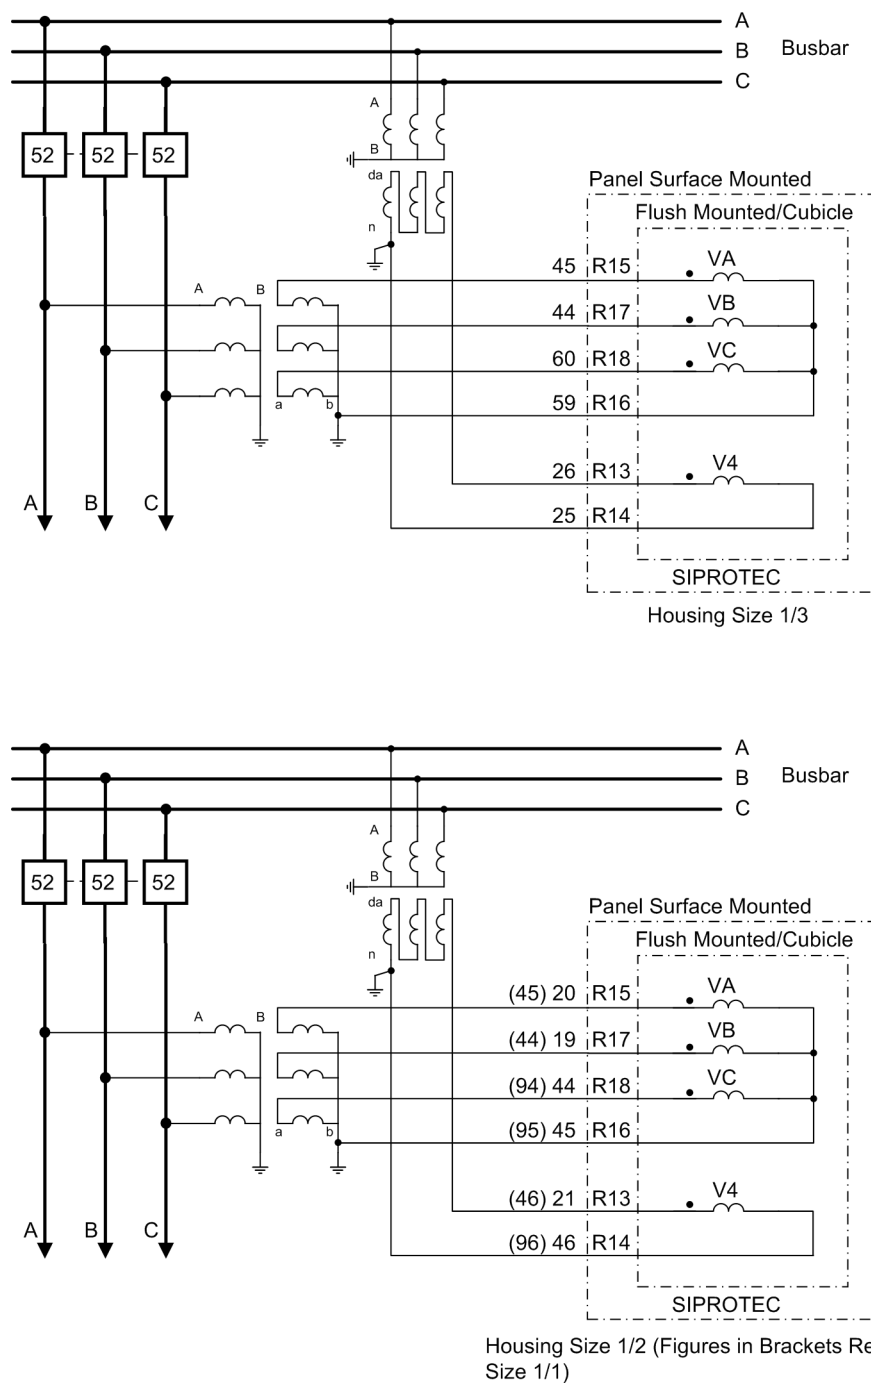 A
B Busbar
C
A
52 52 52
B
da
Panel Surface Mounted
Flush Mounted/Cubicle
n
45 R15 VA
A B
44 R17 VB
60 R18 VC
a b
59 R16
26 R13 V4
A B C
25 R14
SIPROTEC
Housing Size 1/3
A
B Busbar
C
A
52 52 52
B
da
Panel Surface Mounted
Flush Mounted/Cubicle
n
(45) 20 R15 VA
A B
(44) 19 R17 VB
(94) 44 R18 VC
a b
(95) 45 R16
(46) 21 R13 V4
A B C
(96) 46 R14
SIPROTEC
Housing Size 1/2 (Figures in Brackets Re
Size 1/1)